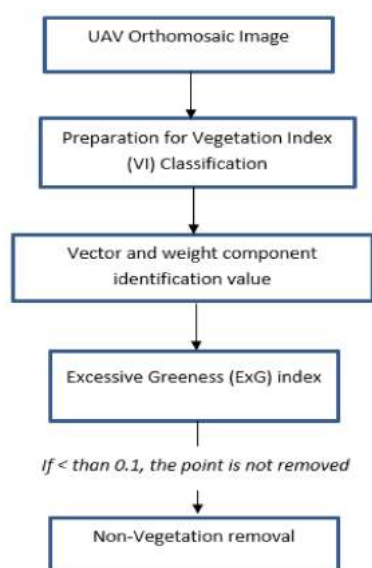 UAV Orthomosaic Image
Preparation for Vegetation Index
(VI) Classification
Vector and weight component
identification value
Excessive Greeness (ExG) index
If < than 0.1, the point is not removed
Non-Vegetation removal